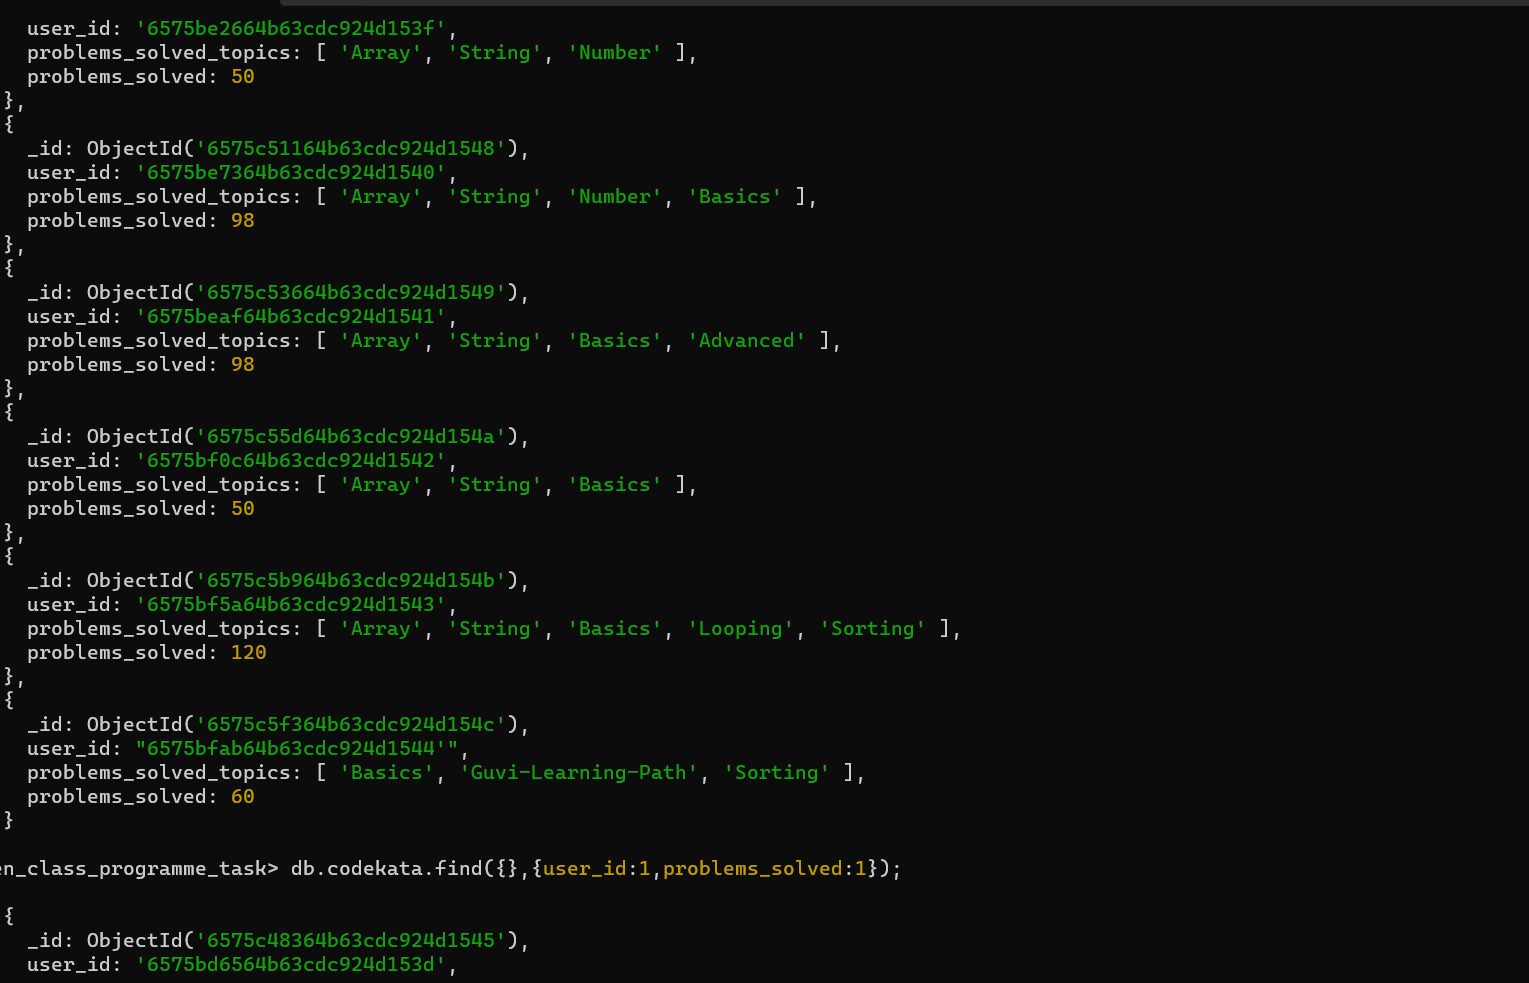 user_id: '6575be2664b63cdc924d153f',
problems_solved_topics: [ 'Array', 'String', 'Number' ],
problems_solved: 50
},
{
_id: ObjectId('6575c51164b63cdc924d1548'),
user_id: '6575be7364b63cdc924d1540',
problems_solved_topics: [ 'Array', 'String', 'Number', 'Basics' ],
problems_solved: 98
},
{
_id: ObjectId('6575c53664b63cdc924d1549'),
user_id: '6575beaf64b63cdc924d1541',
problems_solved_topics: [ 'Array', 'String', 'Basics', 'Advanced' ],
problems_solved: 98
},
{
_id: ObjectId('6575c55d64b63cdc924d154a'),
user_id: '6575bf0c64b63cdc924d1542',
problems_solved_topics: [ 'Array', 'String', 'Basics' ],
problems_solved: 50
},
{
_id: ObjectId('6575c5b964b63cdc924d154b'),
user_id: '6575bf5a64b63cdc924d1543',
problems_solved_topics: [ 'Array', 'String', 'Basics', 'Looping', 'Sorting' ],
problems_solved: 120
},
{
_id: ObjectId('6575c5f364b63cdc924d154c'),
user_id: "6575bfab64b63cdc924d1544'",
problems_solved_topics: [ 'Basics', 'Guvi-Learning-Path', 'Sorting' ],
problems_solved: 60
}
en_class_programme_task> db.codekata.find({},{user_id:1,problems_solved:1});
{
_id: ObjectId('6575c48364b63cdc924d1545'),
user_id: '6575bd6564b63cdc924d153d',